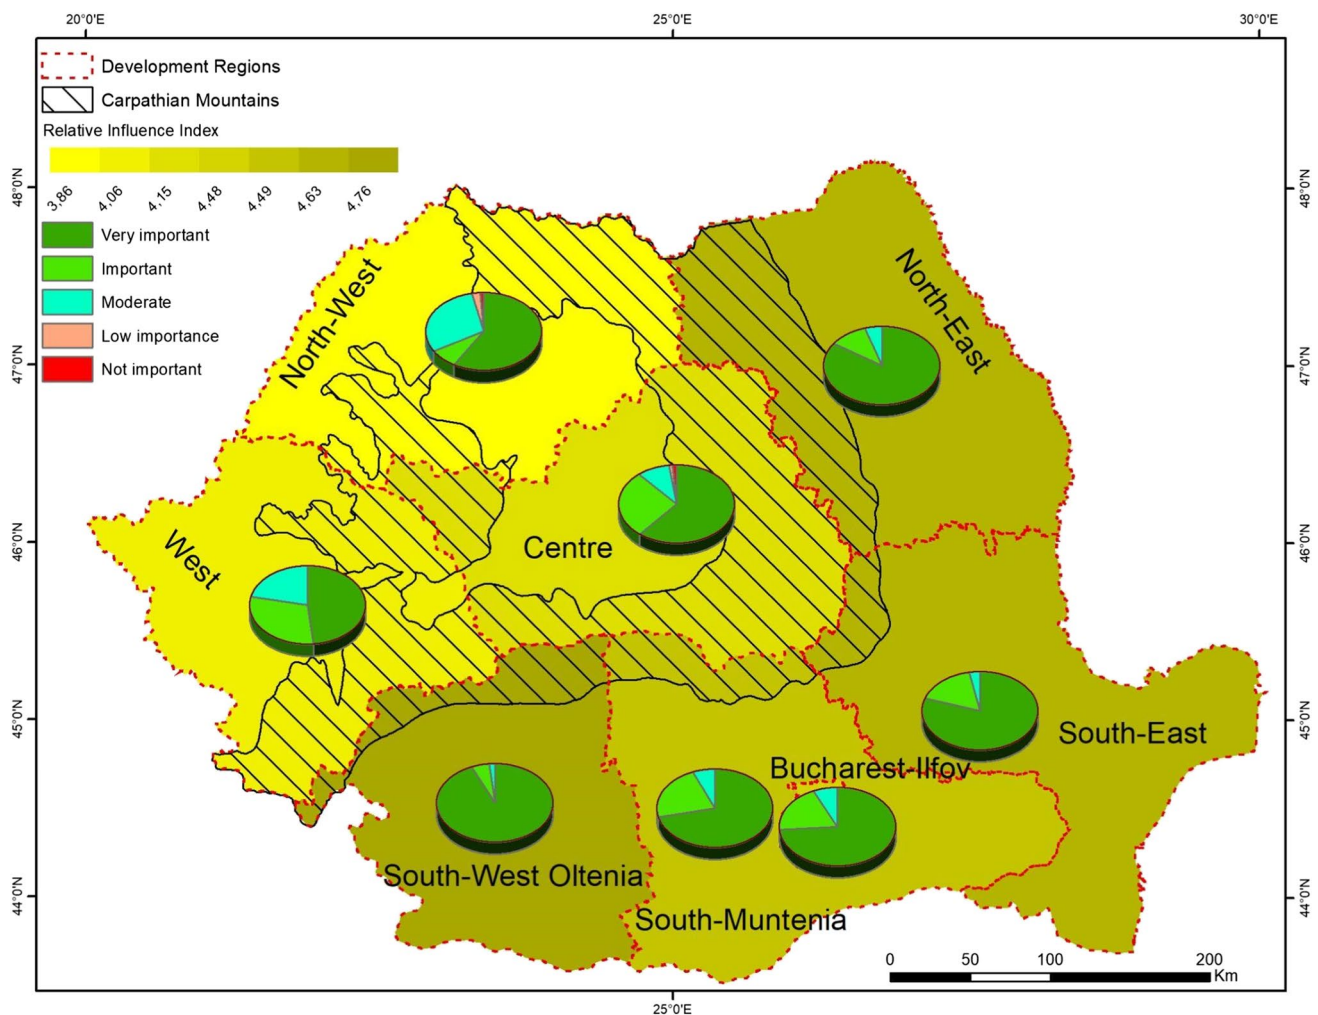 20°0'E 25°0'E 30°0'E
Development Regions
Carpathian Mountains
Relative Influence Index
3,86 4,06 4,15 4,48 4,49 4,63 4,76
48°0'N 48°0'N
Very important
Important
Moderate
Low importance
Not important
North-West
North-East
47°0'N 47°0'N
Centre
West
46°0'N 46°0'N
South-East
45°0'N 45°0'N
Bucharest-Ilfov
South-West Oltenia
44°0'N 44°0'N
South-Muntenia
0 50 100 200
Km
25°0'E